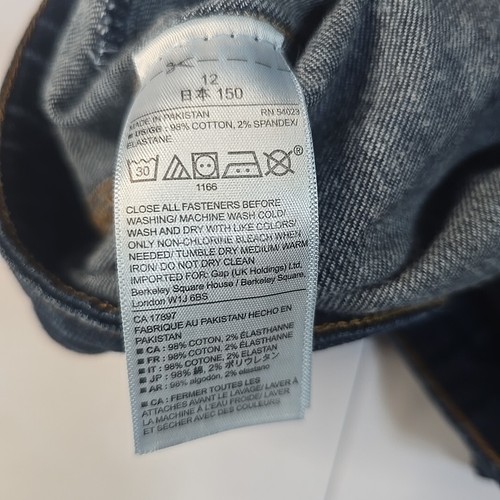 12
日本 150
MADE IN PAKISTAN RN 54023
■ US/GB : 98% COTTON, 2% SPANDEX/
ELASTANE
30 ®
1166
CLOSE ALL FASTENERS BEFORE
WASHING/ MACHINE WASH COLD/
WASH AND DRY WITH LIKE COLORS/
ONLY NON-CHLORINE BLEACH WHEN
NEEDED/ TUMBLE DRY MEDIUM/ WARM
IRON/ DO NOT DRY CLEAN
IMPORTED FOR: Gap (UK Holdings) Ltd,
Berkeley Square House / Berkeley Square,
London W1J 6BS
CA 17897
FABRIQUE AU PAKISTAN/ HECHO EN
PAKISTAN
■ CA : 98% COTON, 2% ÉLASTHANNE
■ FR : 98% COTON, 2% ÉLASTHANNE
■ IT : 98% COTONE, 2% ELASTAN
■ JP : 98% 綿, 2% ポリウレタン
■ AR : 98% algodón, 2% elastano
■ CA : FERMER TOUTES LES
ATTACHES AVANT LE LAVAGE/ LAVER À
LA MACHINE À L'EAU FROIDE/ LAVER
ET SÉCHER AVEC DES COULEURS